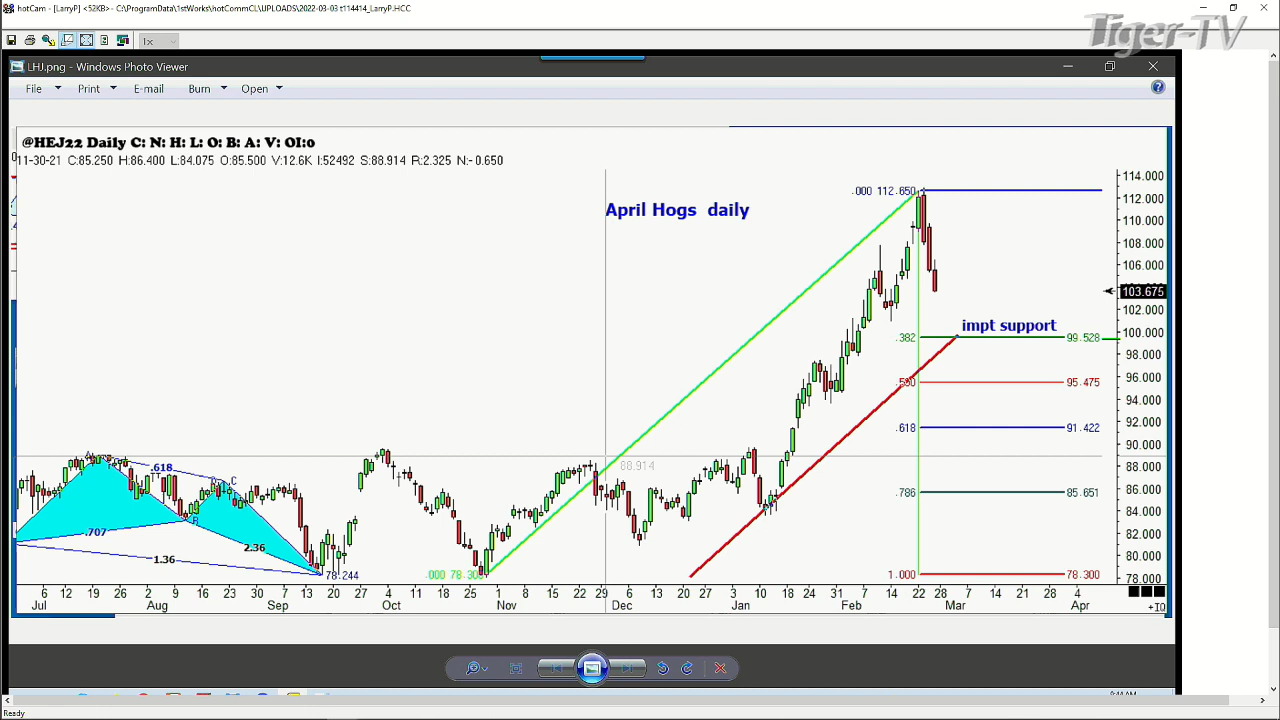 hotCam - [LarryP] <52KB>- C:\ProgramData\1stWorks\hotCommCL\UPLOADS\2022-03-03 t114414_LarryP.HCC
Tiger-TV
1x
LHJ.png - Windows Photo Viewer
File Print E-mail Burn Open
@HEJ22 Daily C: N: H: L: O: B: A: V: OI:0
11-30-21 C:85.250 H:86.400 L:84.075 O:85.500 V:12.6K I:52492 S:88.914 R:2.325 N:-0.650
April Hogs daily
.000 112.650
114.000
112.000
110.000
108.000
106.000
103.675
102.000
impt support
100.000
.382 99.528
98.000
96.000
.500 95.475
94.000
92.000
.618 91.422
90.000
88.914
88.000
86.000
.786 85.651
84.000
82.000
80.000
78.000
1.000 78.300
A
.618
C
B
.707
2.36
1.36
78.244
.000 78.300
6 12 19 26 2 9 16 23 30 7 13 20 27 4 11 18 25 1 8 15 22 29 6 13 20 27 3 10 18 24 31 7 14 22 28 7 14 21 28 4
Jul Aug Sep Oct Nov Dec Jan Feb Mar Apr
+10
Ready